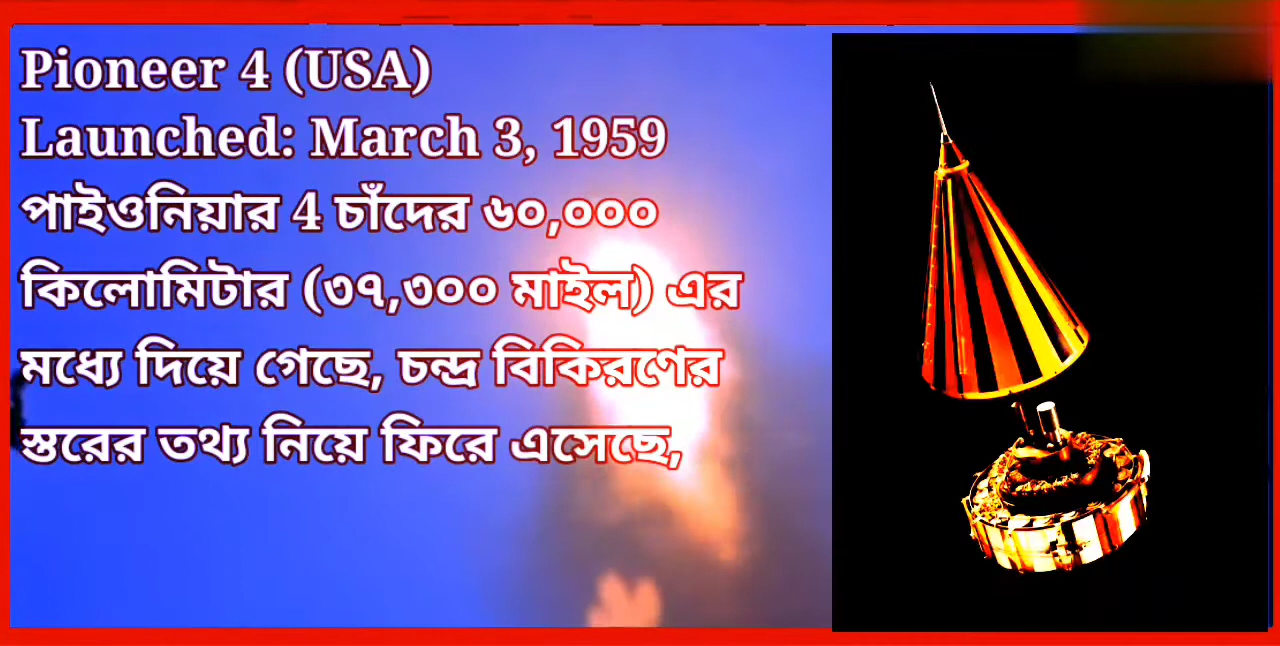 Pioneer 4 (USA)
Launched: March 3, 1959
পাইওনিয়ার 4 চাঁদের ৬০,০০০
কিলোমিটার (৩৭,৩০০ মাইল) এর
মধ্যে দিয়ে গেছে, চন্দ্র বিকিরণের
স্তরের তথ্য নিয়ে ফিরে এসেছে,